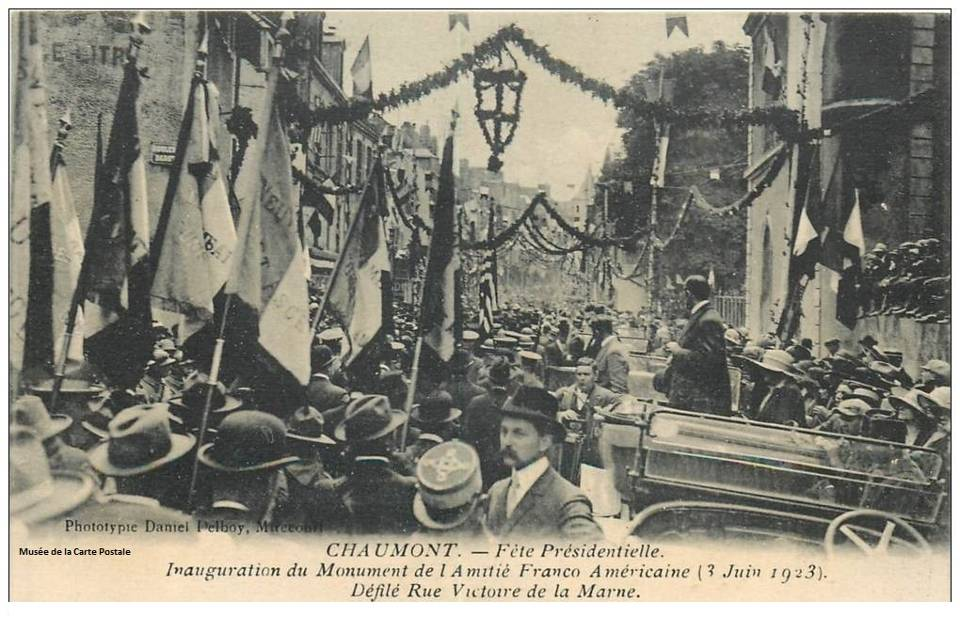 E LITR
Phototypie Daniel Delboy, Mirecourt
Musée de la Carte Postale
CHAUMONT. — Fête Présidentielle.
Inauguration du Monument de l Amitié Franco Américaine (3 Juin 1923).
Défilé Rue Victoire de la Marne.